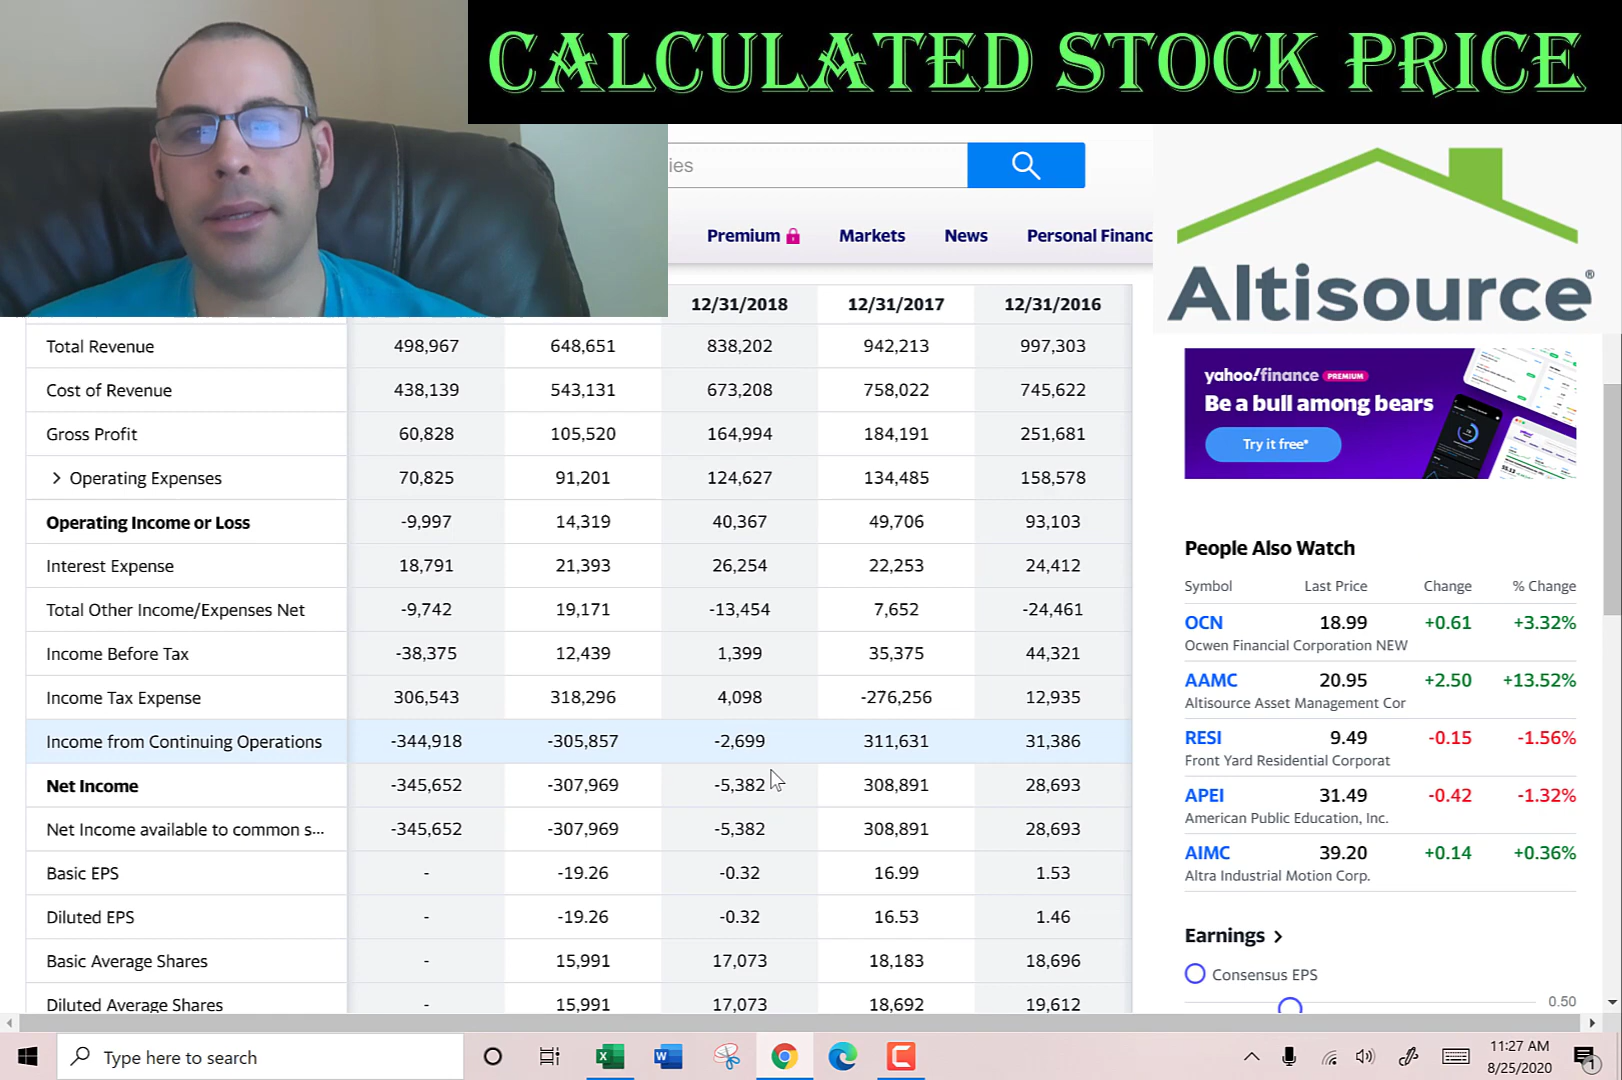 CALCULATED STOCK PRICE
ies
Premium Markets News Personal Financ
Altisource®
12/31/2018 12/31/2017 12/31/2016
Total Revenue 498,967 648,651 838,202 942,213 997,303
Cost of Revenue 438,139 543,131 673,208 758,022 745,622
Gross Profit 60,828 105,520 164,994 184,191 251,681
Operating Expenses 70,825 91,201 124,627 134,485 158,578
Operating Income or Loss -9,997 14,319 40,367 49,706 93,103
Interest Expense 18,791 21,393 26,254 22,253 24,412
Total Other Income/Expenses Net -9,742 19,171 -13,454 7,652 -24,461
Income Before Tax -38,375 12,439 1,399 35,375 44,321
Income Tax Expense 306,543 318,296 4,098 -276,256 12,935
Income from Continuing Operations -344,918 -305,857 -2,699 311,631 31,386
Net Income -345,652 -307,969 -5,382 308,891 28,693
Net Income available to common s... -345,652 -307,969 -5,382 308,891 28,693
Basic EPS - -19.26 -0.32 16.99 1.53
Diluted EPS - -19.26 -0.32 16.53 1.46
Basic Average Shares - 15,991 17,073 18,183 18,696
Diluted Average Shares - 15,991 17,073 18,692 19,612
yahoo!finance PREMIUM
Be a bull among bears
Try it free*
People Also Watch
Symbol Last Price Change % Change
OCN 18.99 +0.61 +3.32%
Ocwen Financial Corporation NEW
AAMC 20.95 +2.50 +13.52%
Altisource Asset Management Cor
RESI 9.49 -0.15 -1.56%
Front Yard Residential Corporat
APEI 31.49 -0.42 -1.32%
American Public Education, Inc.
AIMC 39.20 +0.14 +0.36%
Altra Industrial Motion Corp.
Earnings
Consensus EPS
0.50
Type here to search
11:27 AM
8/25/2020
1